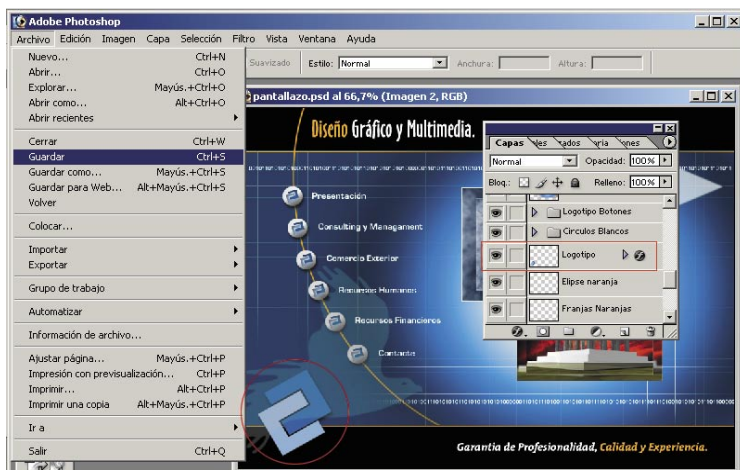 Adobe Photoshop
Archivo Edición Imagen Capa Selección Filtro Vista Ventana Ayuda
Suavizado Estilo: Normal Anchura: Altura:
Nuevo... Ctrl+N
Abrir... Ctrl+O
Explorar... Mayús.+Ctrl+O
Abrir como... Alt+Ctrl+O
Abrir recientes
Cerrar Ctrl+W
Guardar Ctrl+S
Guardar como... Mayús.+Ctrl+S
Guardar para Web... Alt+Mayús.+Ctrl+S
Volver
Colocar...
Importar
Exportar
Grupo de trabajo
Automatizar
Información de archivo...
Ajustar página... Mayús.+Ctrl+P
Impresión con previsualización... Ctrl+P
Imprimir... Alt+Ctrl+P
Imprimir una copia Alt+Mayús.+Ctrl+P
Ir a
Salir Ctrl+Q
pantallazo.psd al 66,7% (Imagen 2, RGB)
Diseño Gráfico y Multimedia.
Presentación
Consulting y Managament
Comercio Exterior
Recursos Humanos
Recursos Financieros
Contacte
Garantia de Profesionalidad, Calidad y Experiencia.
Capas
Normal Opacidad: 100%
Bloq.: Relleno: 100%
Logotipo Botones
Circulos Blancos
Logotipo
Elipse naranja
Franjas Naranjas